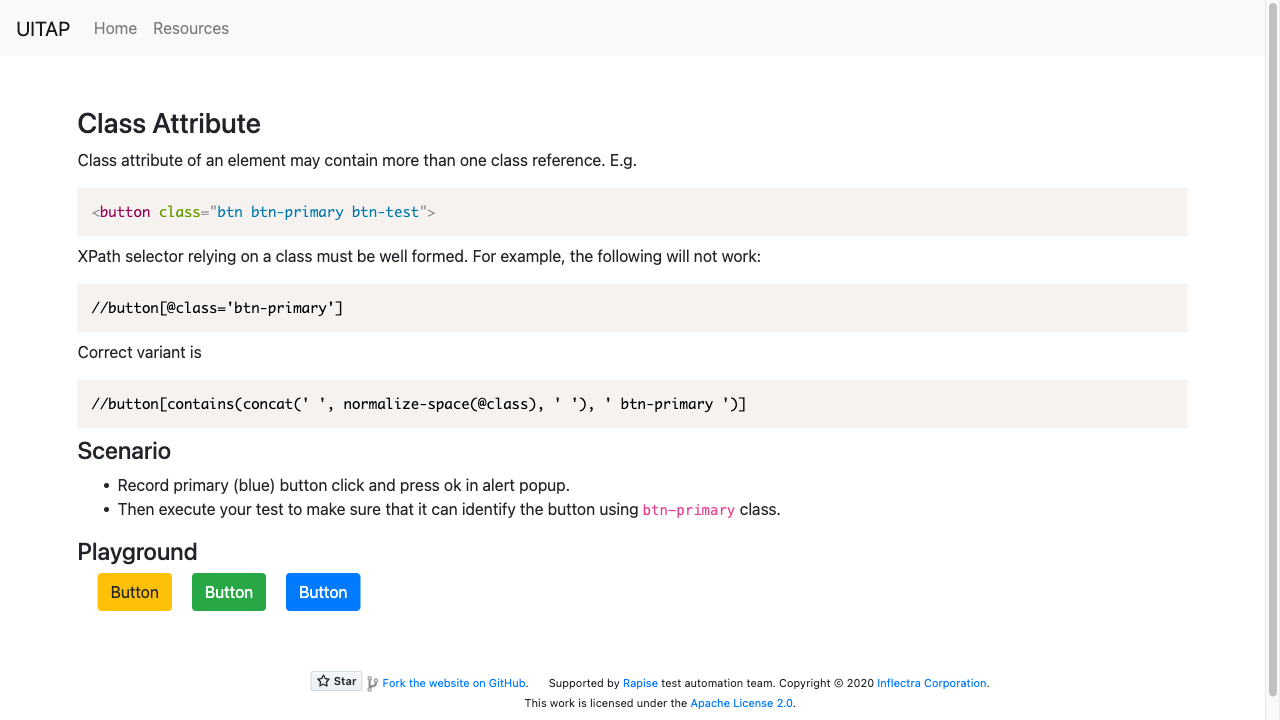 UITAP Home Resources
Class Attribute
Class attribute of an element may contain more than one class reference. E.g.
<button class="btn btn-primary btn-test">
XPath selector relying on a class must be well formed. For example, the following will not work:
//button[@class='btn-primary']
Correct variant is
//button[contains(concat(' ', normalize-space(@class), ' '), ' btn-primary ')]
Scenario
• Record primary (blue) button click and press ok in alert popup.
• Then execute your test to make sure that it can identify the button using btn-primary class.
Playground
Button Button Button
Star Fork the website on GitHub. Supported by Rapise test automation team. Copyright © 2020 Inflectra Corporation.
This work is licensed under the Apache License 2.0.